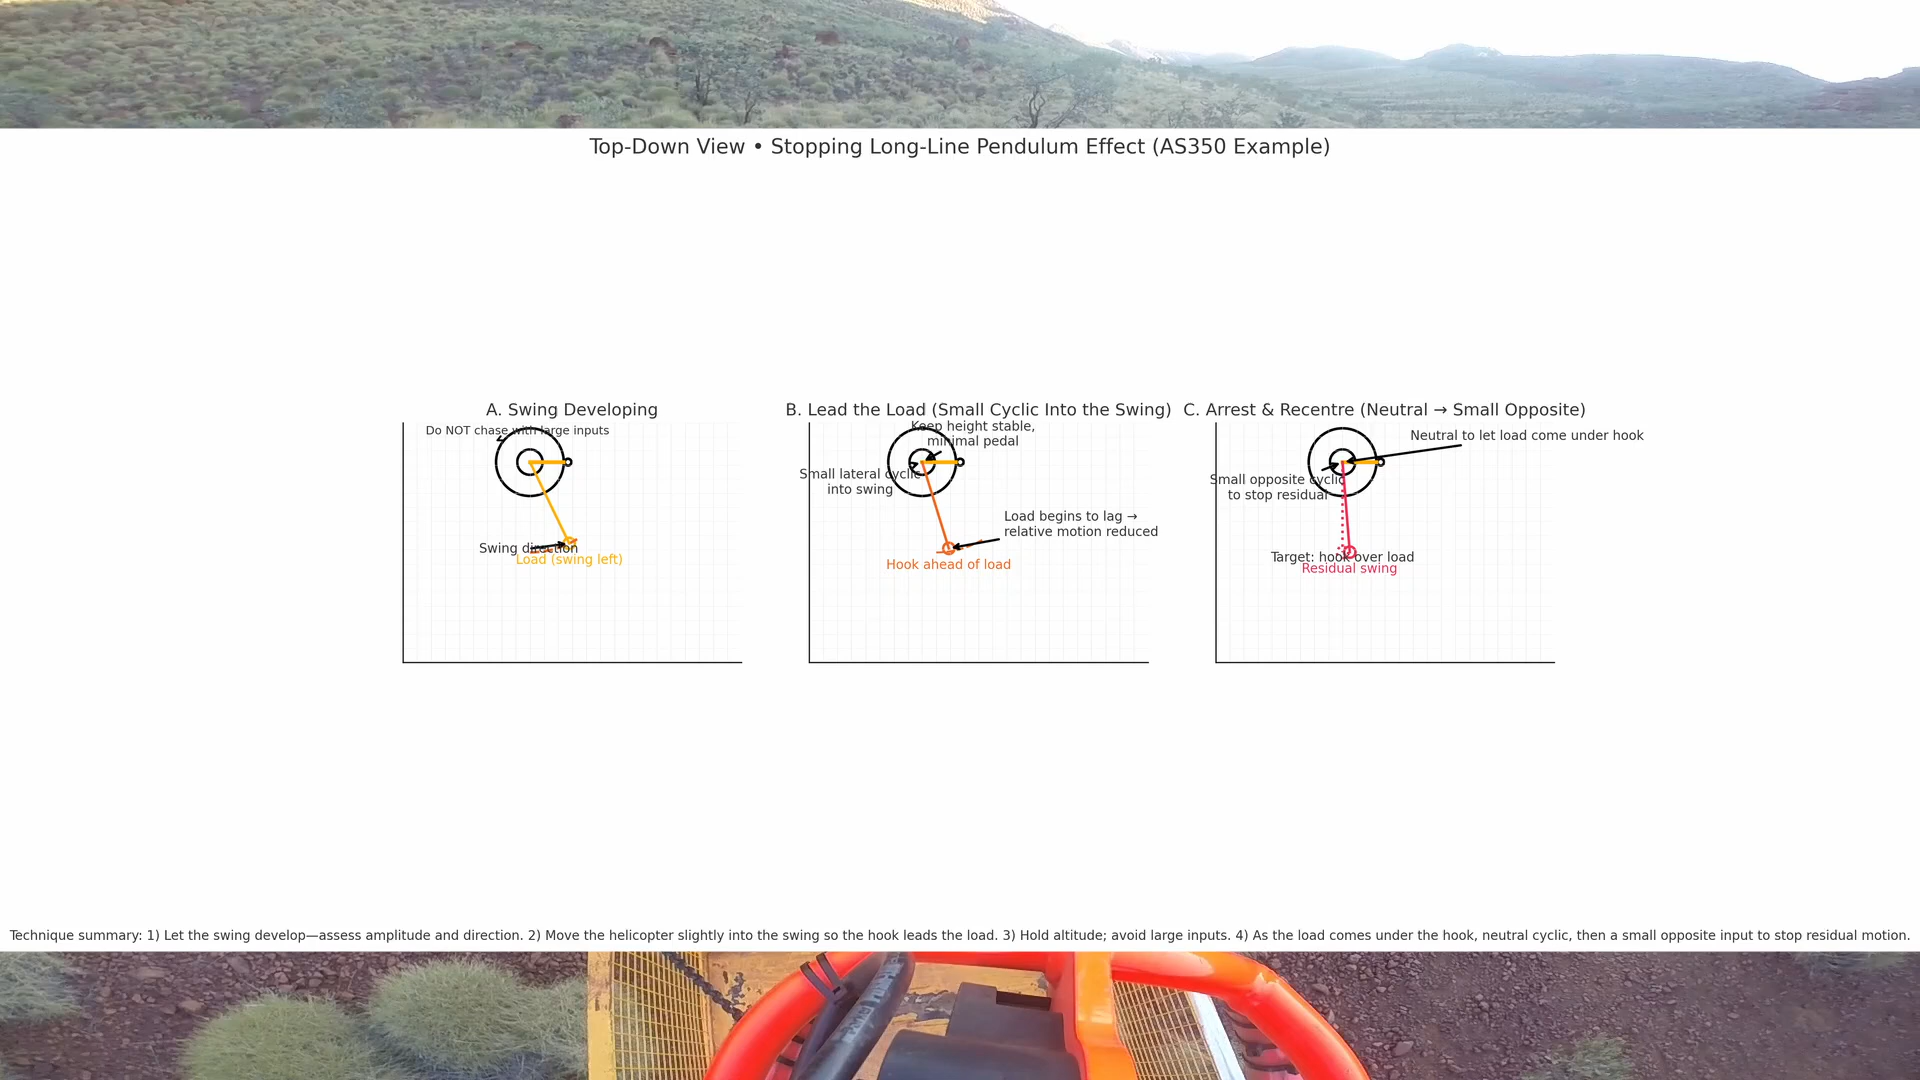 Top-Down View • Stopping Long-Line Pendulum Effect (AS350 Example)
A. Swing Developing
Do NOT chase with large inputs
Swing direction
Load (swing left)
B. Lead the Load (Small Cyclic Into the Swing)
Keep height stable,
minimal pedal
Small lateral cyclic
into swing
Load begins to lag →
relative motion reduced
Hook ahead of load
C. Arrest & Recentre (Neutral → Small Opposite)
Neutral to let load come under hook
Small opposite cyclic
to stop residual
Target: hook over load
Residual swing
Technique summary: 1) Let the swing develop—assess amplitude and direction. 2) Move the helicopter slightly into the swing so the hook leads the load. 3) Hold altitude; avoid large inputs. 4) As the load comes under the hook, neutral cyclic, then a small opposite input to stop residual motion.